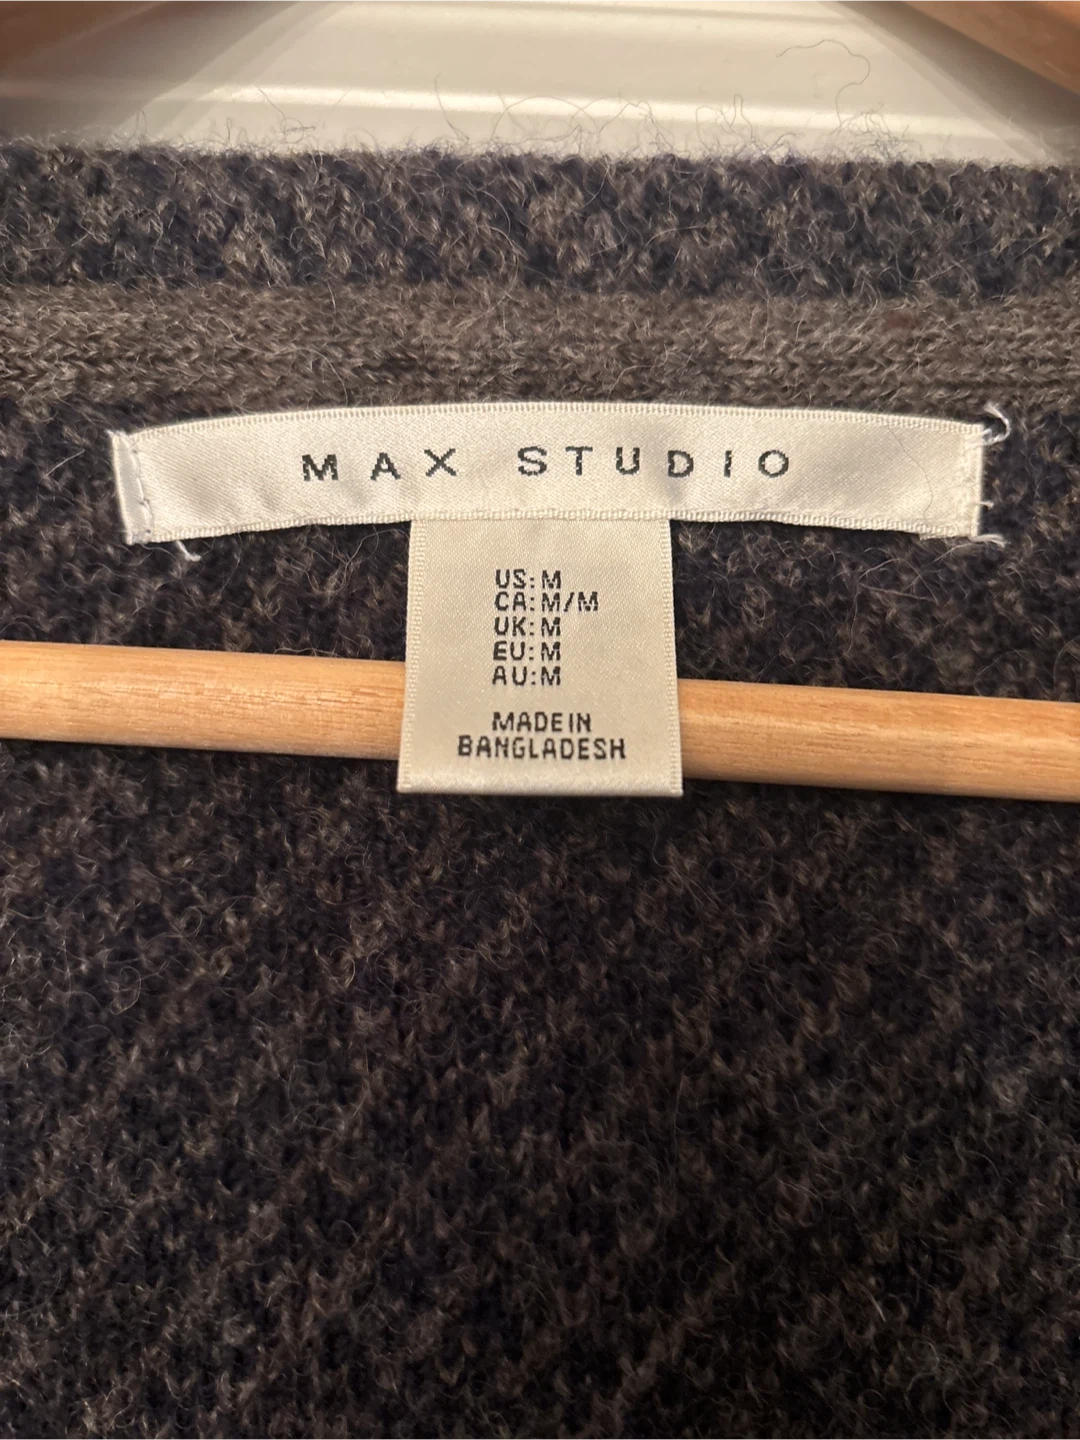 MAX STUDIO
US: M
CA: M/M
UK: M
EU: M
AU: M
MADE IN
BANGLADESH